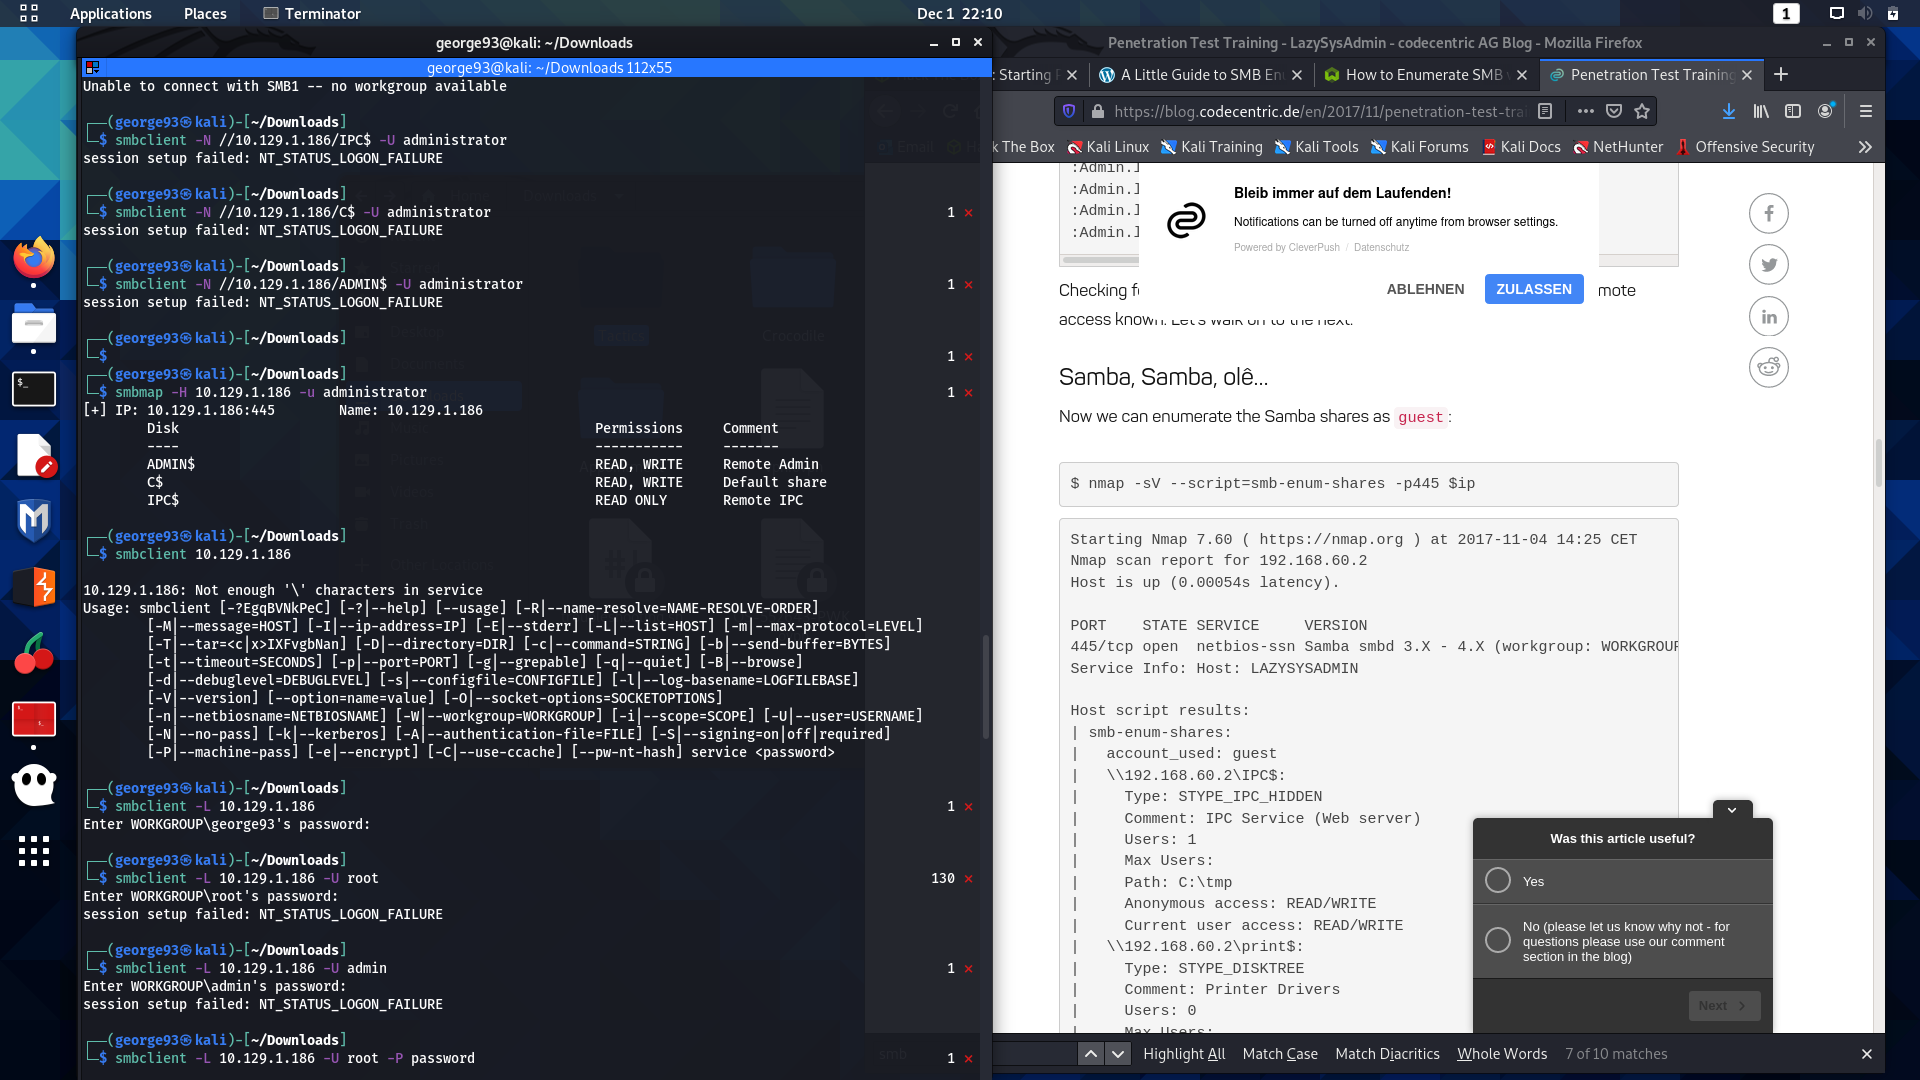 Applications Places Terminator Dec 1 22:10 1
george93@kali: ~/Downloads
george93@kali: ~/Downloads 112x55
Unable to connect with SMB1 -- no workgroup available
┌──(george93㉿kali)-[~/Downloads]
└─$ smbclient -N //10.129.1.186/IPC$ -U administrator
session setup failed: NT_STATUS_LOGON_FAILURE
┌──(george93㉿kali)-[~/Downloads]
└─$ smbclient -N //10.129.1.186/C$ -U administrator 1 ⨯
session setup failed: NT_STATUS_LOGON_FAILURE
┌──(george93㉿kali)-[~/Downloads]
└─$ smbclient -N //10.129.1.186/ADMIN$ -U administrator 1 ⨯
session setup failed: NT_STATUS_LOGON_FAILURE
┌──(george93㉿kali)-[~/Downloads]
└─$ 1 ⨯
┌──(george93㉿kali)-[~/Downloads]
└─$ smbmap -H 10.129.1.186 -u administrator 1 ⨯
[+] IP: 10.129.1.186:445 Name: 10.129.1.186
Disk Permissions Comment
---- ----------- -------
ADMIN$ READ, WRITE Remote Admin
C$ READ, WRITE Default share
IPC$ READ ONLY Remote IPC
┌──(george93㉿kali)-[~/Downloads]
└─$ smbclient 10.129.1.186
10.129.1.186: Not enough '\' characters in service
Usage: smbclient [-?EgqBVNkPeC] [-?|--help] [--usage] [-R|--name-resolve=NAME-RESOLVE-ORDER]
[-M|--message=HOST] [-I|--ip-address=IP] [-E|--stderr] [-L|--list=HOST] [-m|--max-protocol=LEVEL]
[-T|--tar=<c|x>IXFvgbNan] [-D|--directory=DIR] [-c|--command=STRING] [-b|--send-buffer=BYTES]
[-t|--timeout=SECONDS] [-p|--port=PORT] [-g|--grepable] [-q|--quiet] [-B|--browse]
[-d|--debuglevel=DEBUGLEVEL] [-s|--configfile=CONFIGFILE] [-l|--log-basename=LOGFILEBASE]
[-V|--version] [--option=name=value] [-O|--socket-options=SOCKETOPTIONS]
[-n|--netbiosname=NETBIOSNAME] [-W|--workgroup=WORKGROUP] [-i|--scope=SCOPE] [-U|--user=USERNAME]
[-N|--no-pass] [-k|--kerberos] [-A|--authentication-file=FILE] [-S|--signing=on|off|required]
[-P|--machine-pass] [-e|--encrypt] [-C|--use-ccache] [--pw-nt-hash] service <password>
┌──(george93㉿kali)-[~/Downloads]
└─$ smbclient -L 10.129.1.186 1 ⨯
Enter WORKGROUP\george93's password:
┌──(george93㉿kali)-[~/Downloads]
└─$ smbclient -L 10.129.1.186 -U root 130 ⨯
Enter WORKGROUP\root's password:
session setup failed: NT_STATUS_LOGON_FAILURE
┌──(george93㉿kali)-[~/Downloads]
└─$ smbclient -L 10.129.1.186 -U admin 1 ⨯
Enter WORKGROUP\admin's password:
session setup failed: NT_STATUS_LOGON_FAILURE
┌──(george93㉿kali)-[~/Downloads]
└─$ smbclient -L 10.129.1.186 -U root -P password 1 ⨯
Penetration Test Training - LazySysAdmin - codecentric AG Blog - Mozilla Firefox
: Starting A Little Guide to SMB En How to Enumerate SMB Penetration Test Training
https://blog.codecentric.de/en/2017/11/penetration-test-trai
The Box Kali Linux Kali Training Kali Tools Kali Forums Kali Docs NetHunter Offensive Security
:Admin.
:Admin.
:Admin.
:Admin.
Bleib immer auf dem Laufenden!
Notifications can be turned off anytime from browser settings.
Powered by CleverPush / Datenschutz
ABLEHNEN ZULASSEN
Checking mote
access known. Let's walk on to the next.
Samba, Samba, olê...
Now we can enumerate the Samba shares as guest:
$ nmap -sV --script=smb-enum-shares -p445 $ip
Starting Nmap 7.60 ( https://nmap.org ) at 2017-11-04 14:25 CET
Nmap scan report for 192.168.60.2
Host is up (0.00054s latency).
PORT STATE SERVICE VERSION
445/tcp open netbios-ssn Samba smbd 3.X - 4.X (workgroup: WORKGROUP
Service Info: Host: LAZYSYSADMIN
Host script results:
| smb-enum-shares:
| account_used: guest
| \\192.168.60.2\IPC$:
| Type: STYPE_IPC_HIDDEN
| Comment: IPC Service (Web server)
| Users: 1
| Max Users:
| Path: C:\tmp
| Anonymous access: READ/WRITE
| Current user access: READ/WRITE
| \\192.168.60.2\print$:
| Type: STYPE_DISKTREE
| Comment: Printer Drivers
| Users: 0
| Max Users:
Was this article useful?
Yes
No (please let us know why not - for
questions please use our comment
section in the blog)
Next
smb Highlight All Match Case Match Diacritics Whole Words 7 of 10 matches